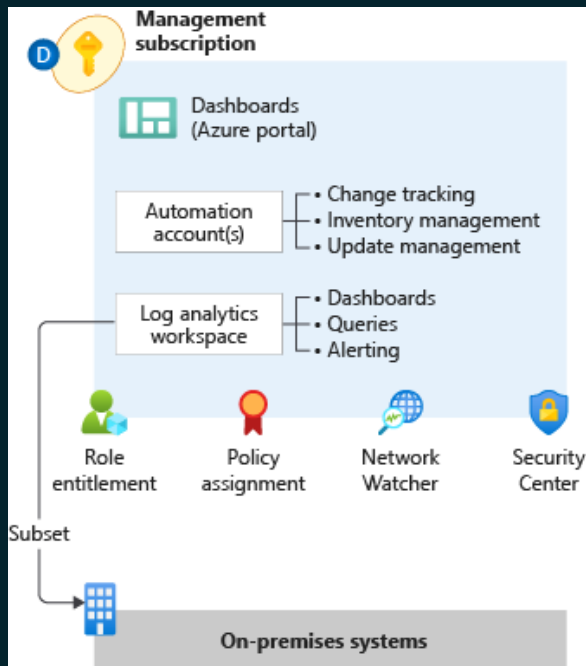 Management
subscription
D
Dashboards
(Azure portal)
Automation
account(s)
• Change tracking
• Inventory management
• Update management
Log analytics
workspace
• Dashboards
• Queries
• Alerting
Role
entitlement
Policy
assignment
Network
Watcher
Security
Center
Subset
On-premises systems